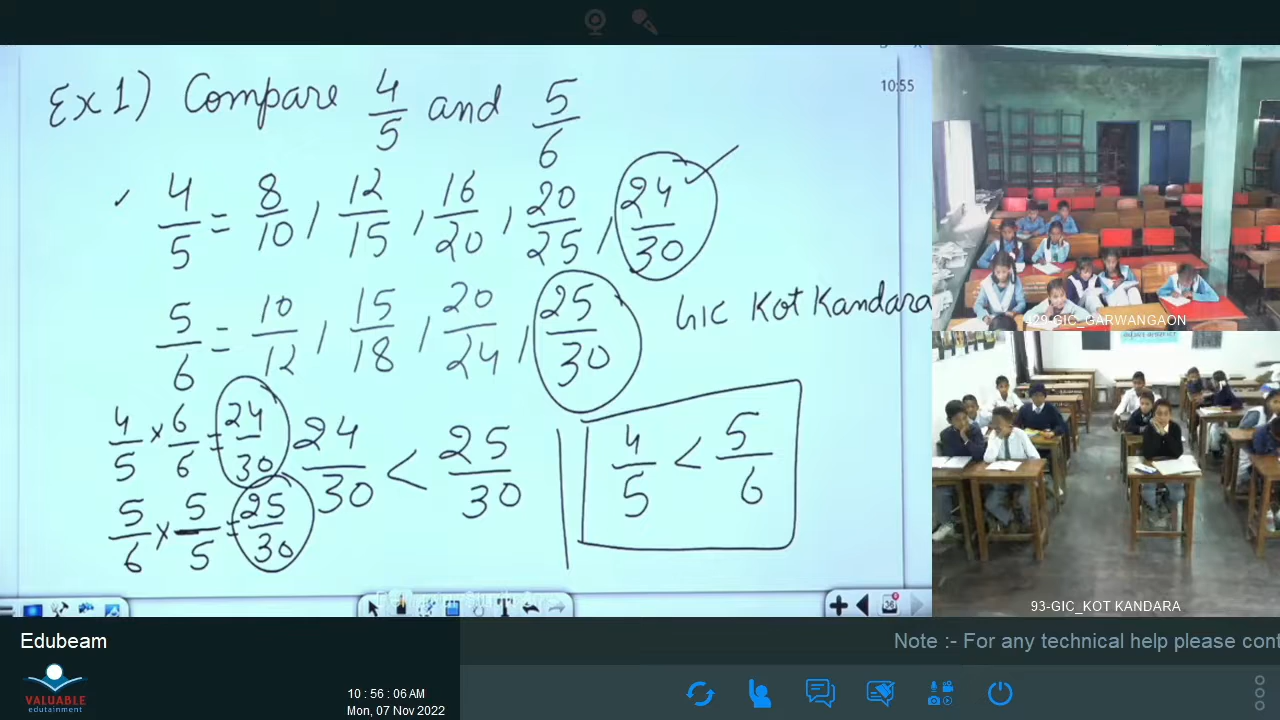 10:55
Ex 1) Compare 4/5 and 5/6
4/5 = 8/10, 12/15, 16/20, 20/25, 24/30
5/6 = 10/12, 15/18, 20/24, 25/30
GIC Kot Kandara
4/5 × 6/6 = 24/30
5/6 × 5/5 = 25/30
24/30 < 25/30
4/5 < 5/6
36
429-GIC_GARWANGAON
93-GIC_KOT KANDARA
Edubeam
Note :- For any technical help please cont
VALUABLE
edutainment
10 : 56 : 06 AM
Mon, 07 Nov 2022